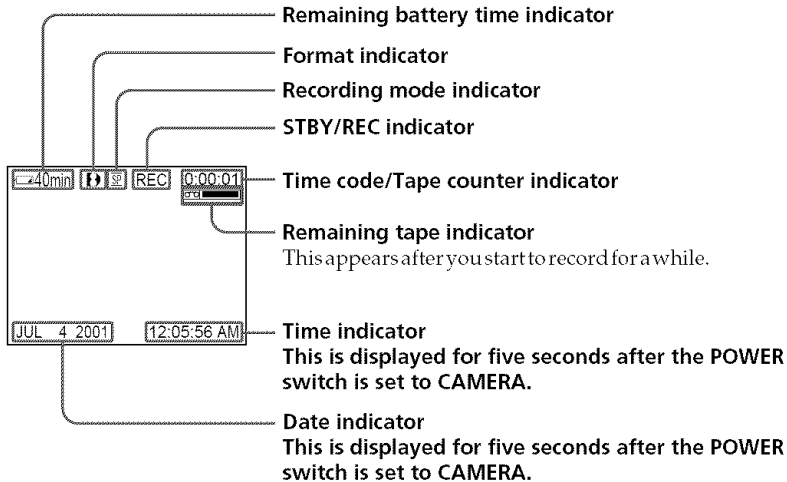 Remaining battery time indicator
Format indicator
Recording mode indicator
STBY/REC indicator
40min SP REC 0:00:01
Time code/Tape counter indicator
Remaining tape indicator
This appears after you start to record for a while.
JUL 4 2001 12:05:56 AM
Time indicator
This is displayed for five seconds after the POWER
switch is set to CAMERA.
Date indicator
This is displayed for five seconds after the POWER
switch is set to CAMERA.